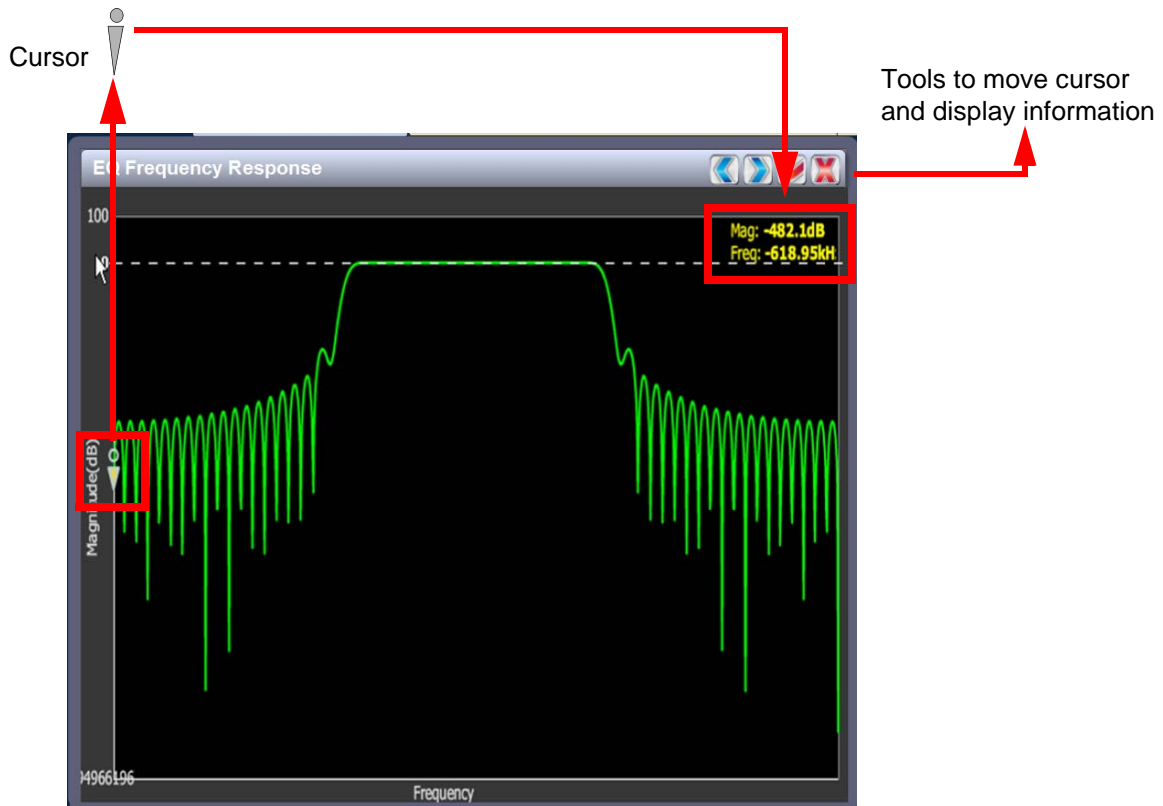 Cursor
Tools to move cursor
and display information
EQ Frequency Response
100
Mag: -482.1dB
Freq: -618.95kH
Magnitude(dB)
4966196
Frequency